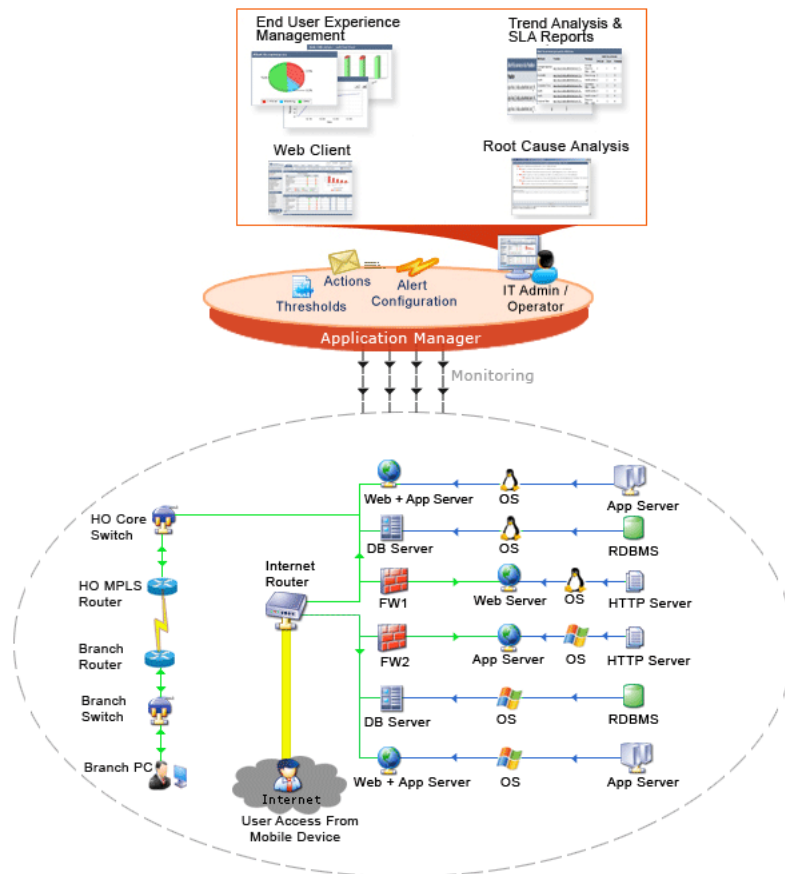 End User Experience
Management
Trend Analysis &
SLA Reports
Web Client
Root Cause Analysis
Actions
Alert
Configuration
Thresholds
IT Admin /
Operator
Application Manager
Monitoring
Web + App Server
OS
App Server
HO Core
Switch
DB Server
OS
RDBMS
Internet
Router
HO MPLS
Router
FW1
Web Server
OS
HTTP Server
Branch
Router
FW2
App Server
OS
HTTP Server
Branch
Switch
DB Server
OS
RDBMS
Branch PC
Web + App Server
OS
App Server
Internet
User Access From
Mobile Device